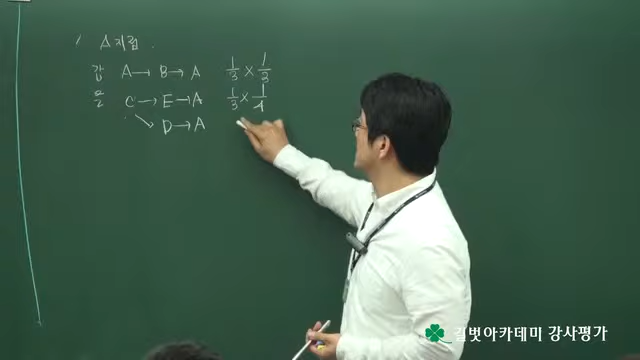 A지점
갑 A→ B→ A 1/3 × 1/3
을 C→ E→A 1/3 × 1/4
↘ D→A
길벗아카데미 강사평가